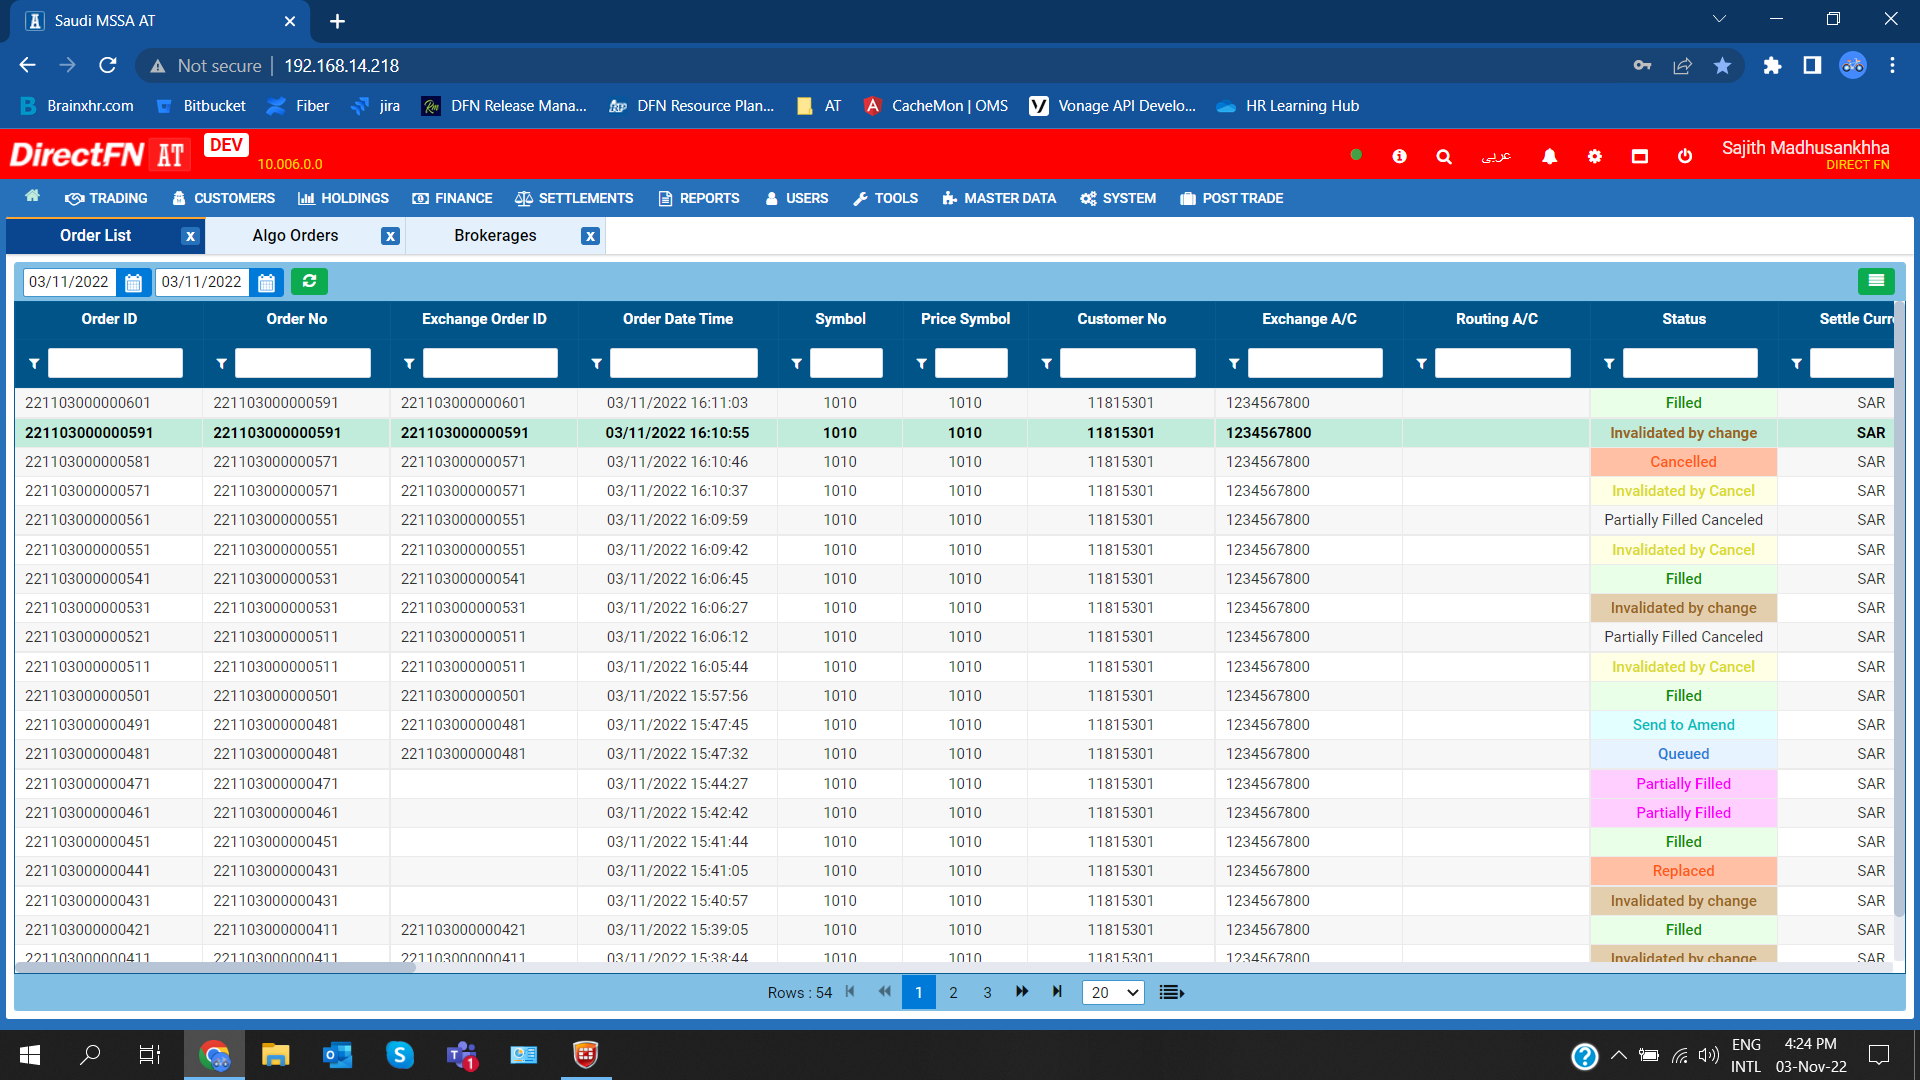 Saudi MSSA AT
Not secure 192.168.14.218
Brainxhr.com Bitbucket Fiber jira DFN Release Mana... DFN Resource Plan... AT CacheMon | OMS Vonage API Develo... HR Learning Hub
DirectFN AT DEV 10.006.0.0 عربي Sajith Madhusankhha
DIRECT FN
TRADING CUSTOMERS HOLDINGS FINANCE SETTLEMENTS REPORTS USERS TOOLS MASTER DATA SYSTEM POST TRADE
Order List x Algo Orders x Brokerages x
03/11/2022 03/11/2022
Order ID Order No Exchange Order ID Order Date Time Symbol Price Symbol Customer No Exchange A/C Routing A/C Status Settle Curre
221103000000601 221103000000591 221103000000601 03/11/2022 16:11:03 1010 1010 11815301 1234567800 Filled SAR
221103000000591 221103000000591 221103000000591 03/11/2022 16:10:55 1010 1010 11815301 1234567800 Invalidated by change SAR
221103000000581 221103000000571 221103000000571 03/11/2022 16:10:46 1010 1010 11815301 1234567800 Cancelled SAR
221103000000571 221103000000571 221103000000571 03/11/2022 16:10:37 1010 1010 11815301 1234567800 Invalidated by Cancel SAR
221103000000561 221103000000551 221103000000551 03/11/2022 16:09:59 1010 1010 11815301 1234567800 Partially Filled Canceled SAR
221103000000551 221103000000551 221103000000551 03/11/2022 16:09:42 1010 1010 11815301 1234567800 Invalidated by Cancel SAR
221103000000541 221103000000531 221103000000541 03/11/2022 16:06:45 1010 1010 11815301 1234567800 Filled SAR
221103000000531 221103000000531 221103000000531 03/11/2022 16:06:27 1010 1010 11815301 1234567800 Invalidated by change SAR
221103000000521 221103000000511 221103000000511 03/11/2022 16:06:12 1010 1010 11815301 1234567800 Partially Filled Canceled SAR
221103000000511 221103000000511 221103000000511 03/11/2022 16:05:44 1010 1010 11815301 1234567800 Invalidated by Cancel SAR
221103000000501 221103000000501 221103000000501 03/11/2022 15:57:56 1010 1010 11815301 1234567800 Filled SAR
221103000000491 221103000000481 221103000000481 03/11/2022 15:47:45 1010 1010 11815301 1234567800 Send to Amend SAR
221103000000481 221103000000481 221103000000481 03/11/2022 15:47:32 1010 1010 11815301 1234567800 Queued SAR
221103000000471 221103000000471 03/11/2022 15:44:27 1010 1010 11815301 1234567800 Partially Filled SAR
221103000000461 221103000000461 03/11/2022 15:42:42 1010 1010 11815301 1234567800 Partially Filled SAR
221103000000451 221103000000451 03/11/2022 15:41:44 1010 1010 11815301 1234567800 Filled SAR
221103000000441 221103000000431 03/11/2022 15:41:05 1010 1010 11815301 1234567800 Replaced SAR
221103000000431 221103000000431 03/11/2022 15:40:57 1010 1010 11815301 1234567800 Invalidated by change SAR
221103000000421 221103000000411 221103000000421 03/11/2022 15:39:05 1010 1010 11815301 1234567800 Filled SAR
221103000000411 221103000000411 221103000000411 03/11/2022 15:38:44 1010 1010 11815301 1234567800 Invalidated by change SAR
Rows : 54 1 2 3 20
1 ENG 4:24 PM
INTL 03-Nov-22